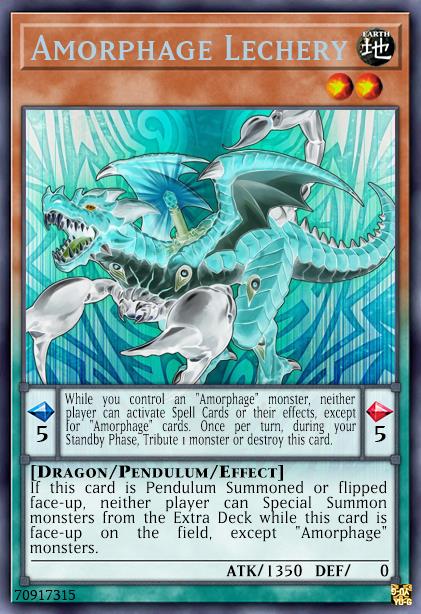 Amorphage Lechery
EARTH
地
While you control an "Amorphage" monster, neither
player can activate Spell Cards or their effects, except
for "Amorphage" cards. Once per turn, during your
Standby Phase, Tribute 1 monster or destroy this card.
5
5
[Dragon/Pendulum/Effect]
If this card is Pendulum Summoned or flipped
face-up, neither player can Special Summon
monsters from the Extra Deck while this card is
face-up on the field, except "Amorphage"
monsters.
ATK/1350 DEF/ 0
70917315